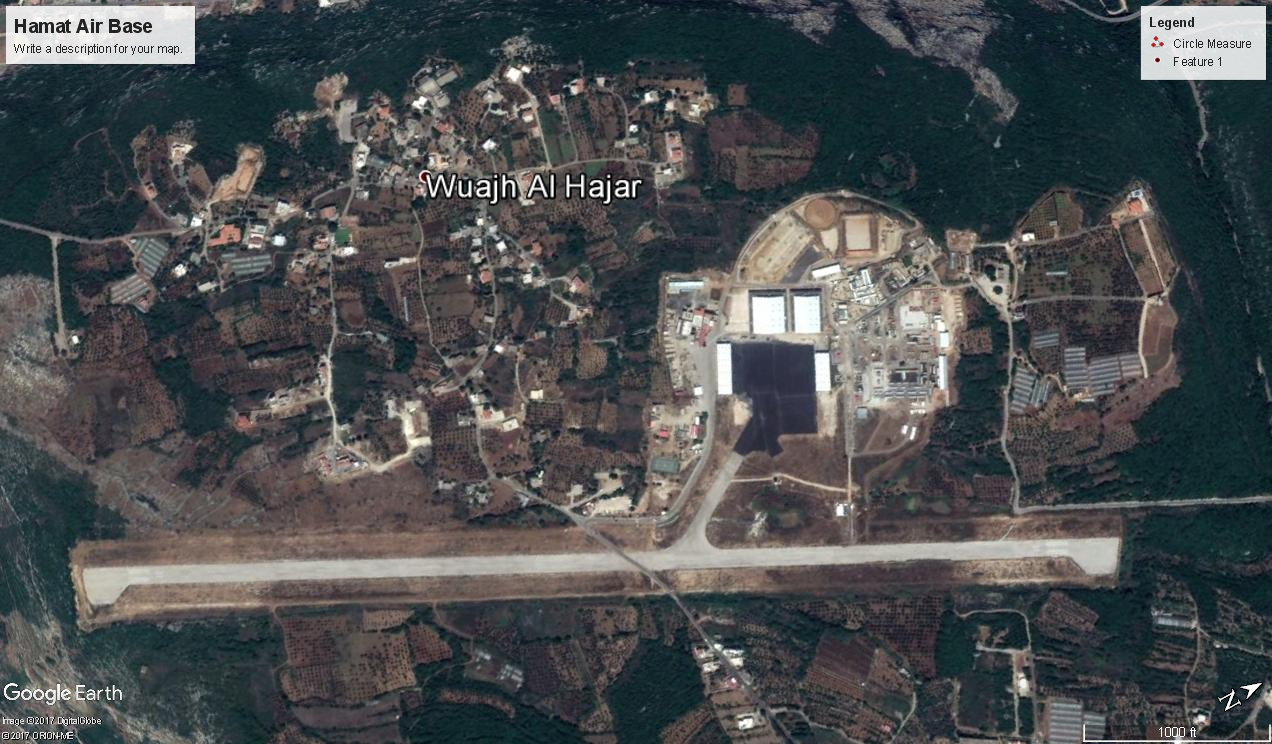 Hamat Air Base
Write a description for your map.
Legend
Circle Measure
Feature 1
Wuajh Al Hajar
Google Earth
Image © 2017 DigitalGlobe
© 2017 ORION-ME
N
1000 ft